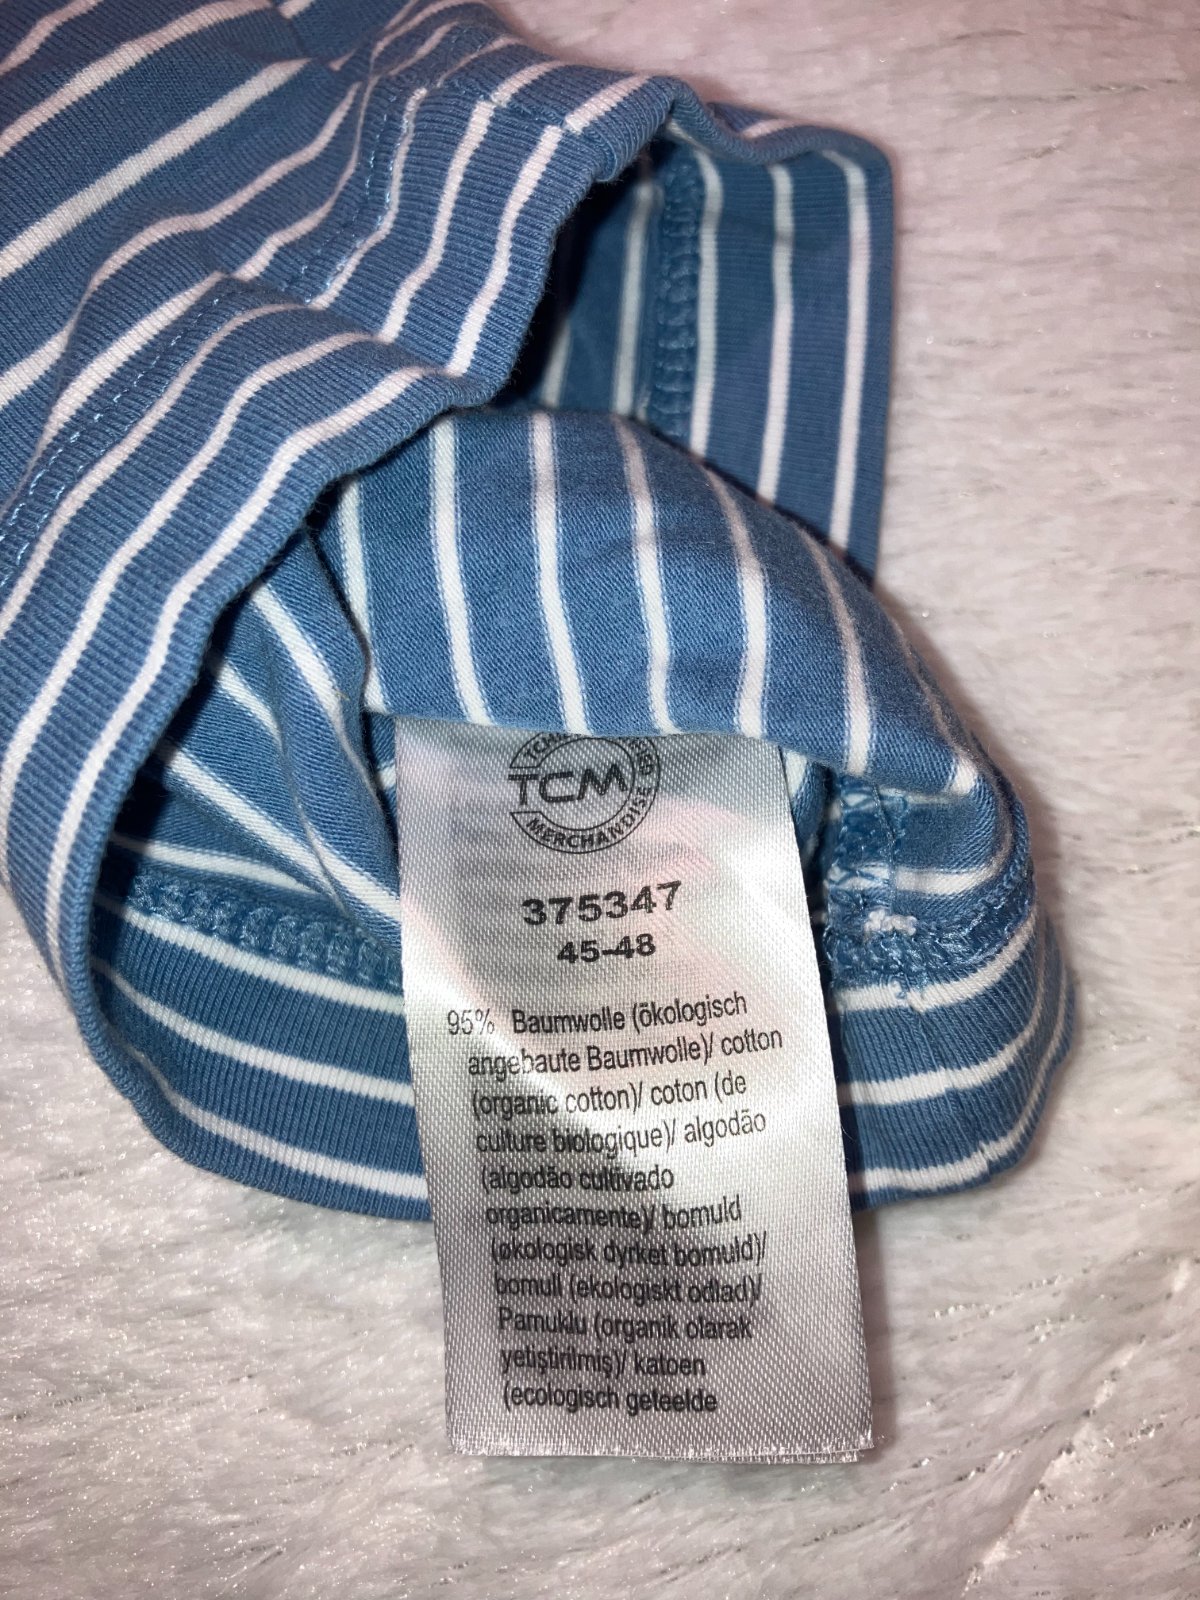 TCM
MERCHANDISE
375347
45-48
95% Baumwolle (ökologisch
angebaute Baumwolle)/ cotton
(organic cotton)/ coton (de
culture biologique)/ algodão
(algodão cultivado
organicamente)/ bomuld
(økologisk dyrket bomuld)/
bomull (ekologiskt odlad)/
Pamuklu (organik olarak
yetiştirilmiş)/ katoen
(ecologisch geteelde